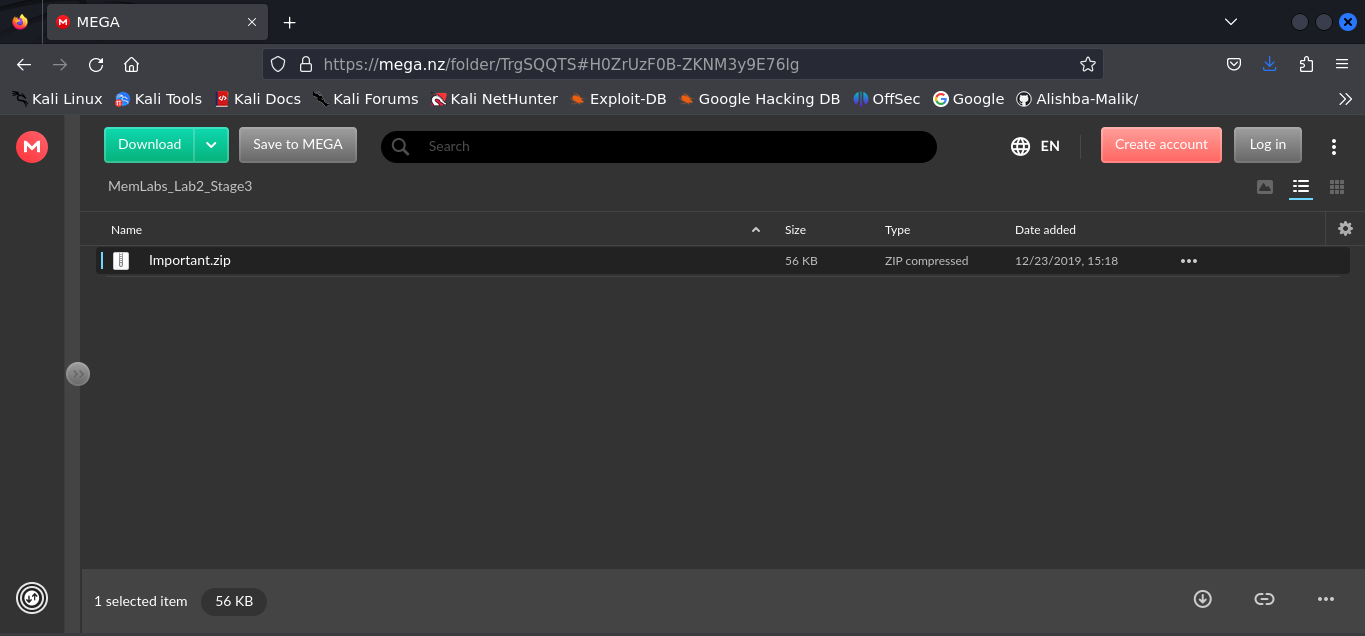 MEGA
https://mega.nz/folder/TrgSQQTS#H0ZrUzF0B-ZKNM3y9E76lg
Kali Linux Kali Tools Kali Docs Kali Forums Kali NetHunter Exploit-DB Google Hacking DB OffSec Google Alishba-Malik/
Download Save to MEGA Search EN Create account Log in
MemLabs_Lab2_Stage3
Name Size Type Date added
Important.zip 56 KB ZIP compressed 12/23/2019, 15:18
1 selected item 56 KB